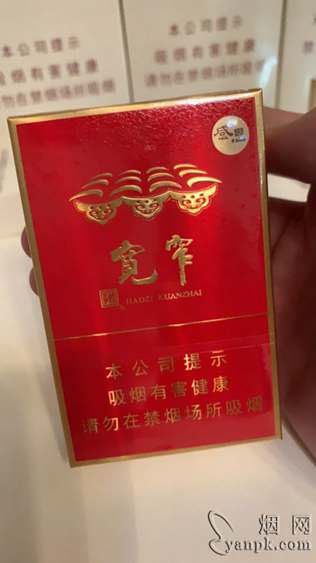 本公司提示
吸烟有害健康
请勿在禁烟场所吸烟
宽窄
JIAOZI KUANZHAI
本公司提示
吸烟有害健康
请勿在禁烟场所吸烟
烟网
yanpk.com